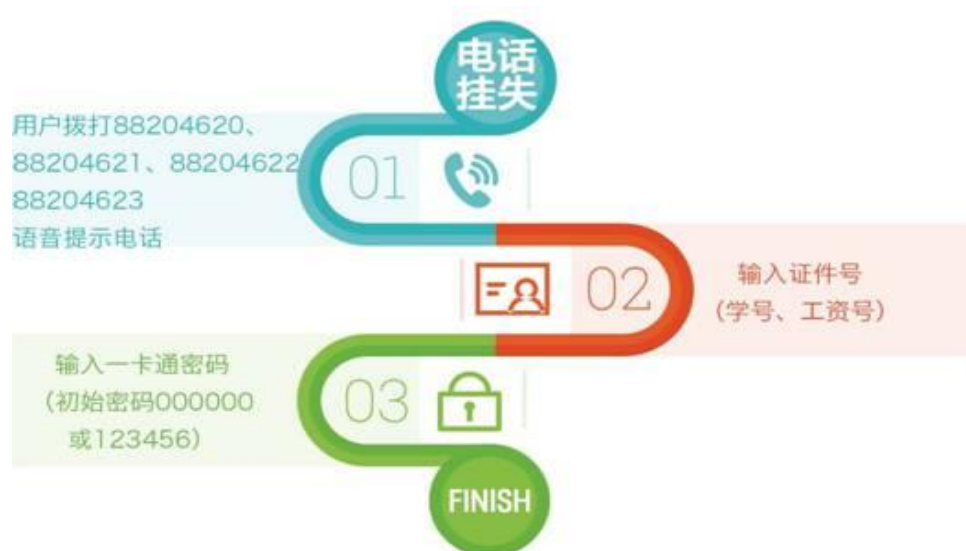 电话
挂失
用户拨打88204620、
88204621、88204622
88204623
语音提示电话
01
02
输入证件号
(学号、工资号)
输入一卡通密码
(初始密码000000
或123456)
03
FINISH